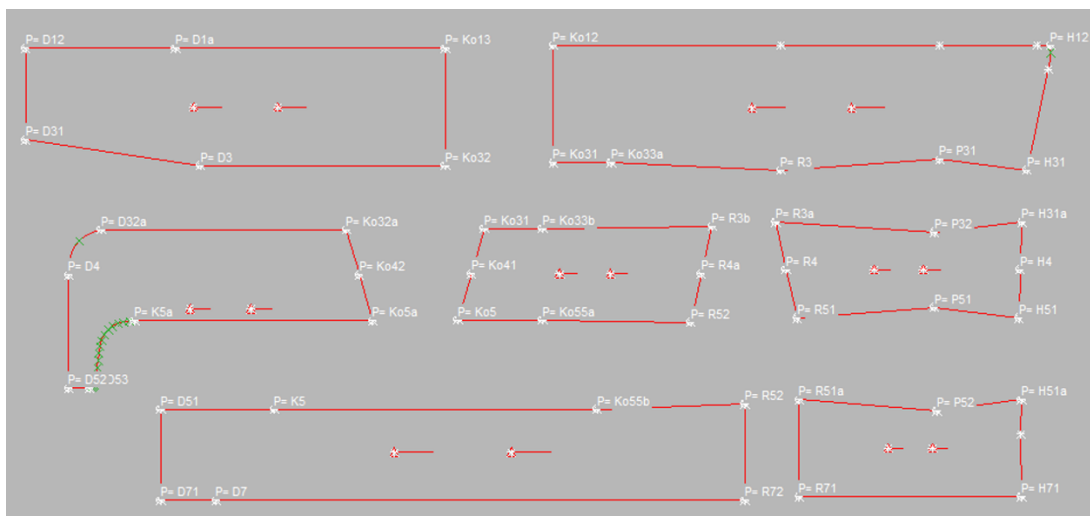 P= D12 P= D1a P= Ko13 P= Ko12 P= H12
P= D31 P= D3 P= Ko32 P= Ko31 P= Ko33a P= R3 P= P31 P= H31
P= D32a P= Ko32a P= Ko31 P= Ko33b P= R3b P= R3a P= P32 P= H31a
P= D4 P= Ko42 P= Ko41 P= R4a P= R4 P= H4
P= K5a P= Ko5a P= Ko5 P= Ko55a P= R52 P= R51 P= P51 P= H51
P= D52 D53
P= D51 P= K5 P= Ko55b P= R52 P= R51a P= P52 P= H51a
P= D71 P= D7 P= R72 P= R71 P= H71